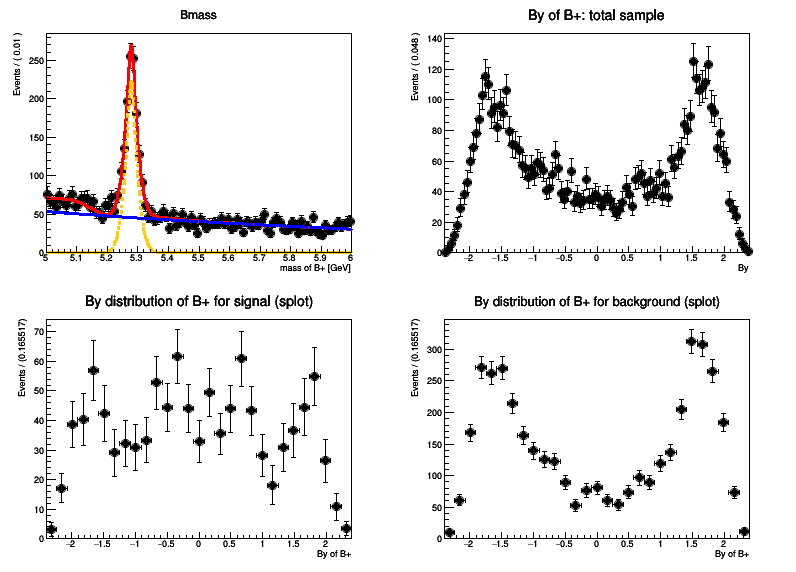 Bmass
Events / ( 0.01)
250
200
150
100
50
0
5 5.1 5.2 5.3 5.4 5.5 5.6 5.7 5.8 5.9 6
mass of B+ [GeV]
By of B+: total sample
Events / ( 0.048)
140
120
100
80
60
40
20
0
−2 −1.5 −1 −0.5 0 0.5 1 1.5 2
By
By distribution of B+ for signal (splot)
Events / (0.165517)
70
60
50
40
30
20
10
0
−2 −1.5 −1 −0.5 0 0.5 1 1.5 2
By of B+
By distribution of B+ for background (splot)
Events / (0.165517)
300
250
200
150
100
50
0
−2 −1.5 −1 −0.5 0 0.5 1 1.5 2
By of B+